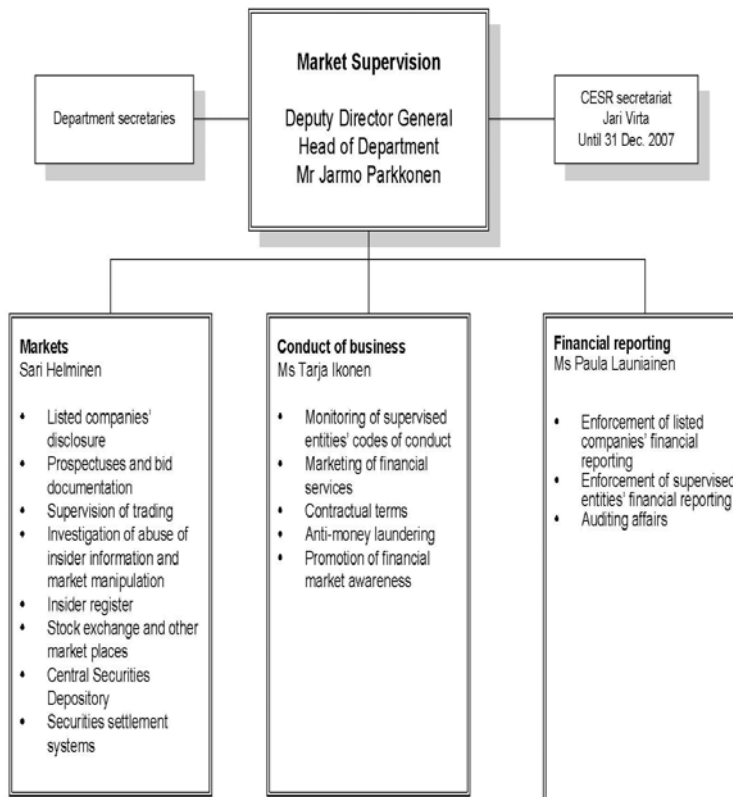 Market Supervision
Deputy Director General
Head of Department
Mr Jarmo Parkkonen
Department secretaries
CESR secretariat
Jari Virta
Until 31 Dec. 2007
Markets
Sari Helminen
• Listed companies'
disclosure
• Prospectuses and bid
documentation
• Supervision of trading
• Investigation of abuse of
insider information and
market manipulation
• Insider register
• Stock exchange and other
market places
• Central Securities
Depository
• Securities settlement
systems
Conduct of business
Ms Tarja Ikonen
• Monitoring of supervised
entities' codes of conduct
• Marketing of financial
services
• Contractual terms
• Anti-money laundering
• Promotion of financial
market awareness
Financial reporting
Ms Paula Launiainen
• Enforcement of listed
companies' financial
reporting
• Enforcement of supervised
entities' financial reporting
• Auditing affairs